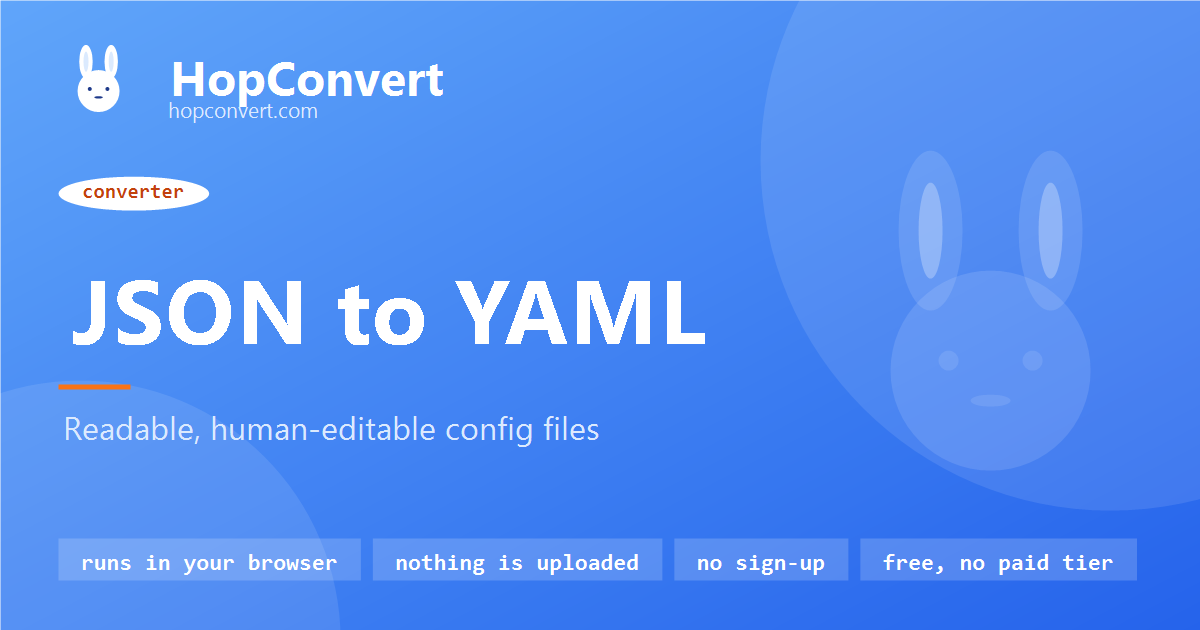 HopConvert
hopconvert.com
converter
JSON to YAML
Readable, human-editable config files
runs in your browser
nothing is uploaded
no sign-up
free, no paid tier